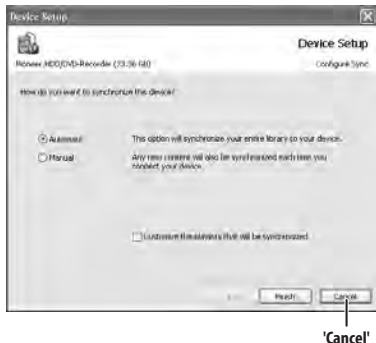 Device Setup
Device Setup
Pioneer HDD/DVD-Recorder (73.56 GB)
Configure Sync
How do you want to synchronize this device?
Automatic
This option will synchronize your entire library to your device.
Manual
Any new content will also be synchronized each time you
connect your device.
Customize the playlists that will be synchronized
Finish
Cancel
'Cancel'